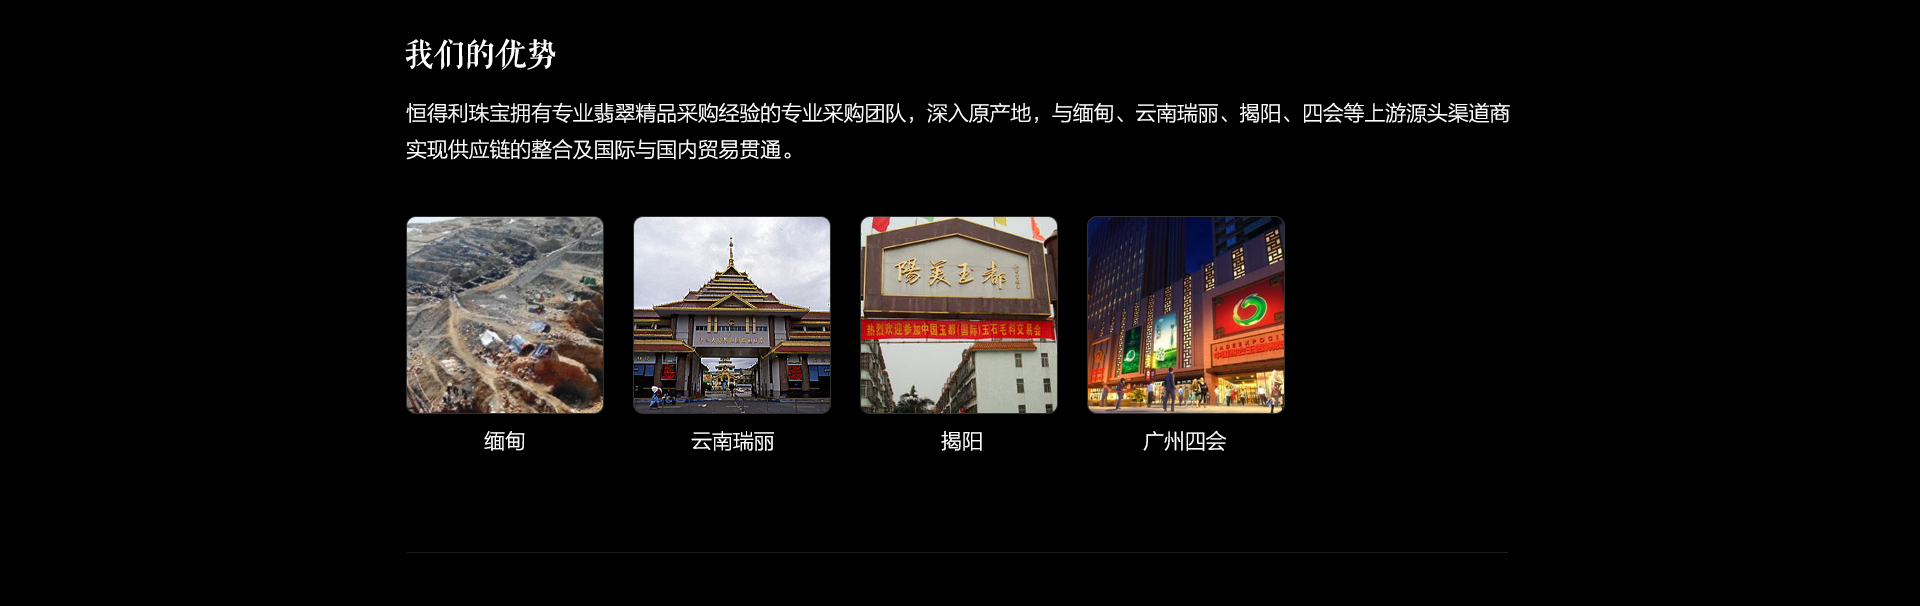 我们的优势
恒得利珠宝拥有专业翡翠精品采购经验的专业采购团队，深入原产地，与缅甸、云南瑞丽、揭阳、四会等上游源头渠道商
实现供应链的整合及国际与国内贸易贯通。
陽美玉都
热烈欢迎参加中国玉都(国际)玉石毛料交易会
缅甸
云南瑞丽
揭阳
广州四会